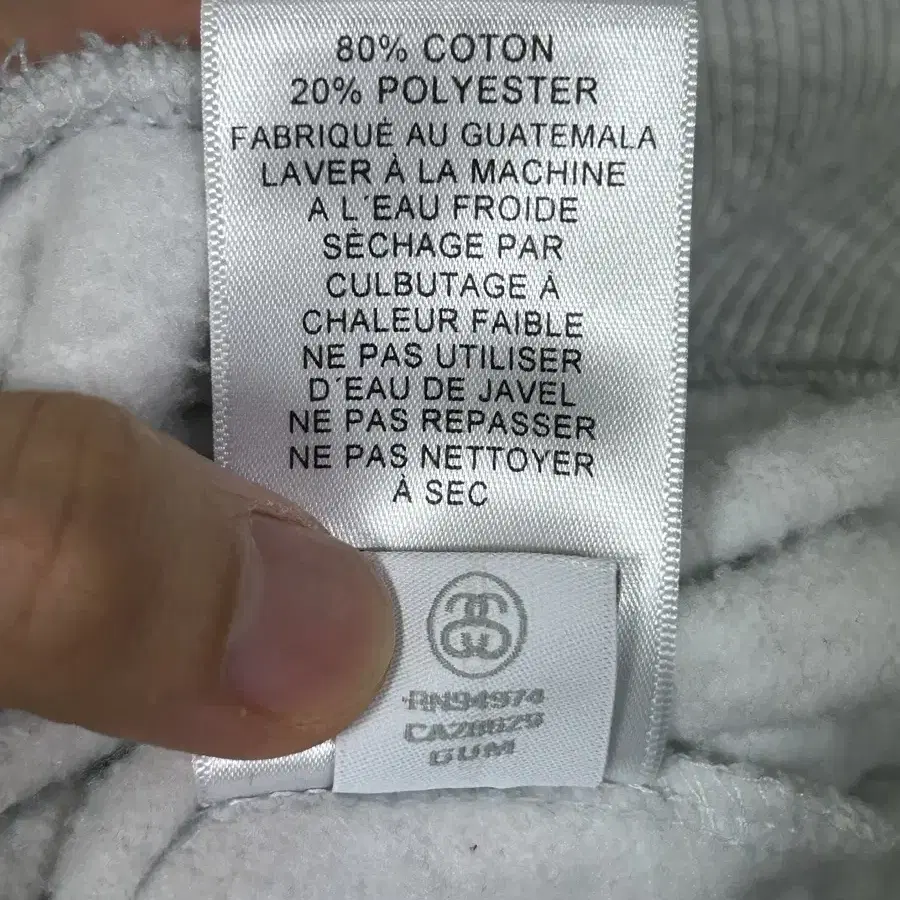 80% COTON
20% POLYESTER
FABRIQUÉ AU GUATEMALA
LAVER À LA MACHINE
A L´EAU FROIDE
SÈCHAGE PAR
CULBUTAGE À
CHALEUR FAIBLE
NE PAS UTILISER
D´EAU DE JAVEL
NE PAS REPASSER
NE PAS NETTOYER
À SEC
RN94974
CA28629
GUM